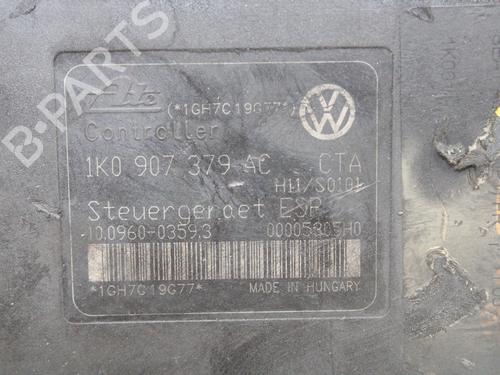 B-PARTS
Ate (*1GH7C19G77*)
Controller
1K0 907 379 AC CTA
H11/S0101
Steuergeraet ESP
10.0960-0359.3 00005305H0
*1GH7C19G77* MADE IN HUNGARY